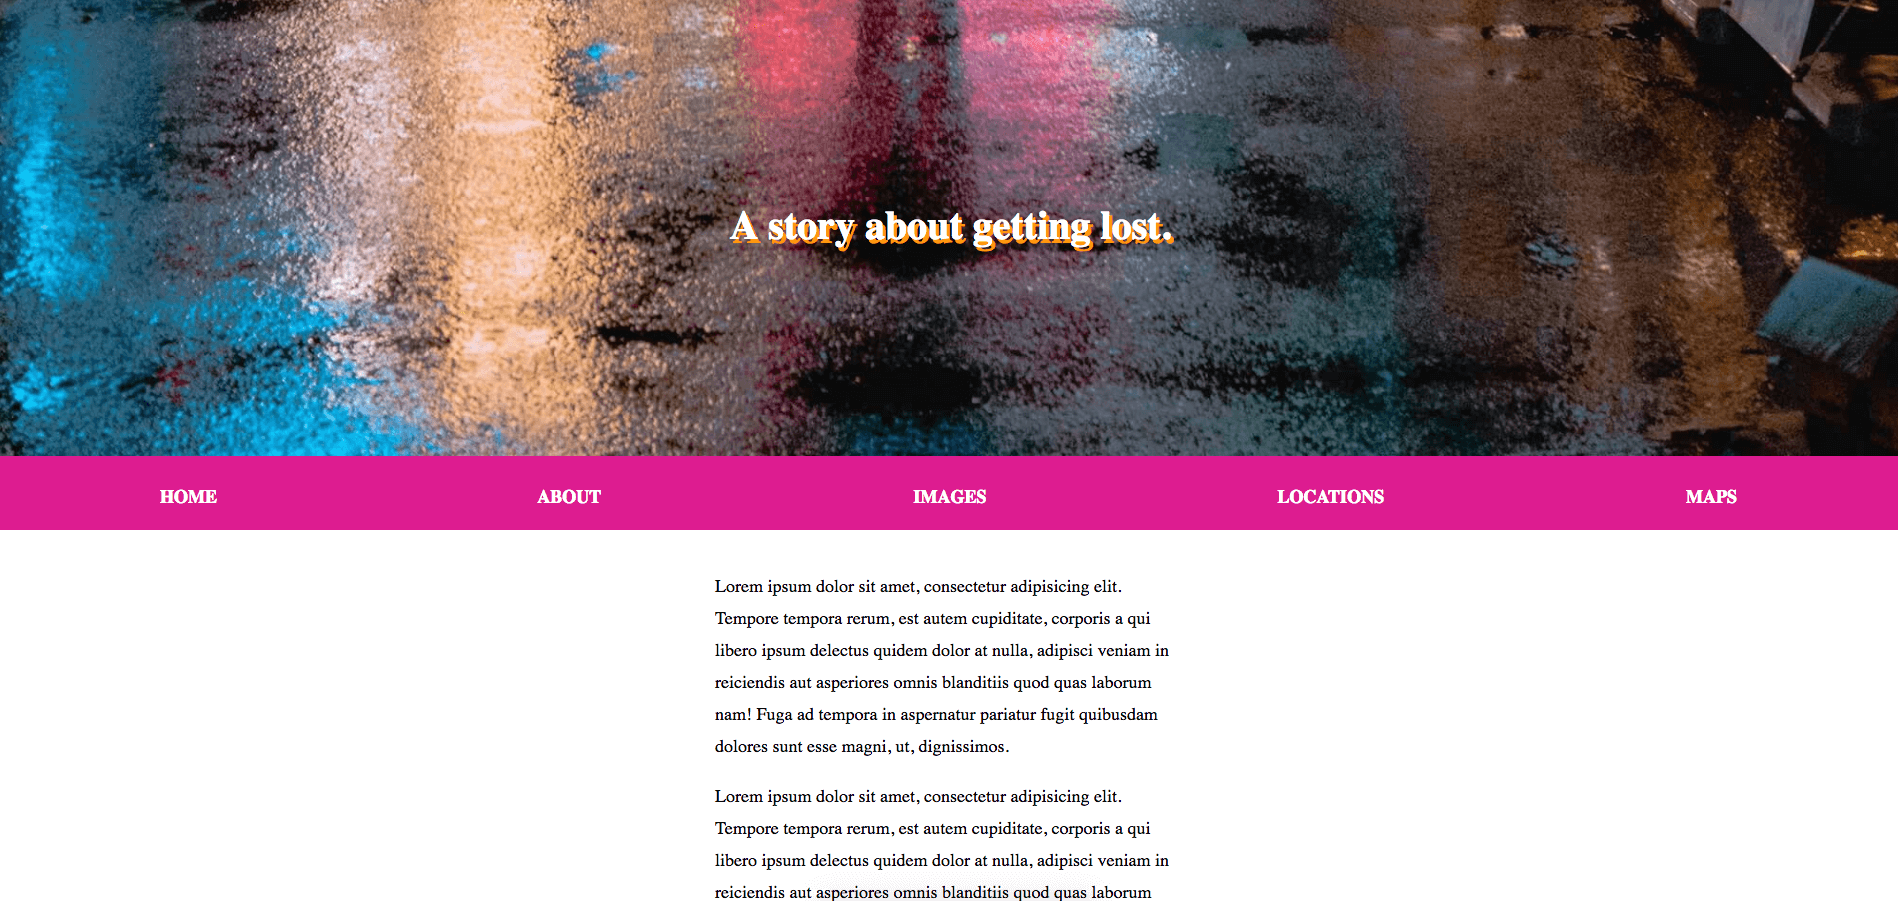 A story about getting lost.
HOME ABOUT IMAGES LOCATIONS MAPS
Lorem ipsum dolor sit amet, consectetur adipisicing elit.
Tempore tempora rerum, est autem cupiditate, corporis a qui
libero ipsum delectus quidem dolor at nulla, adipisci veniam in
reiciendis aut asperiores omnis blanditiis quod quas laborum
nam! Fuga ad tempora in aspernatur pariatur fugit quibusdam
dolores sunt esse magni, ut, dignissimos.
Lorem ipsum dolor sit amet, consectetur adipisicing elit.
Tempore tempora rerum, est autem cupiditate, corporis a qui
libero ipsum delectus quidem dolor at nulla, adipisci veniam in
reiciendis aut asperiores omnis blanditiis quod quas laborum